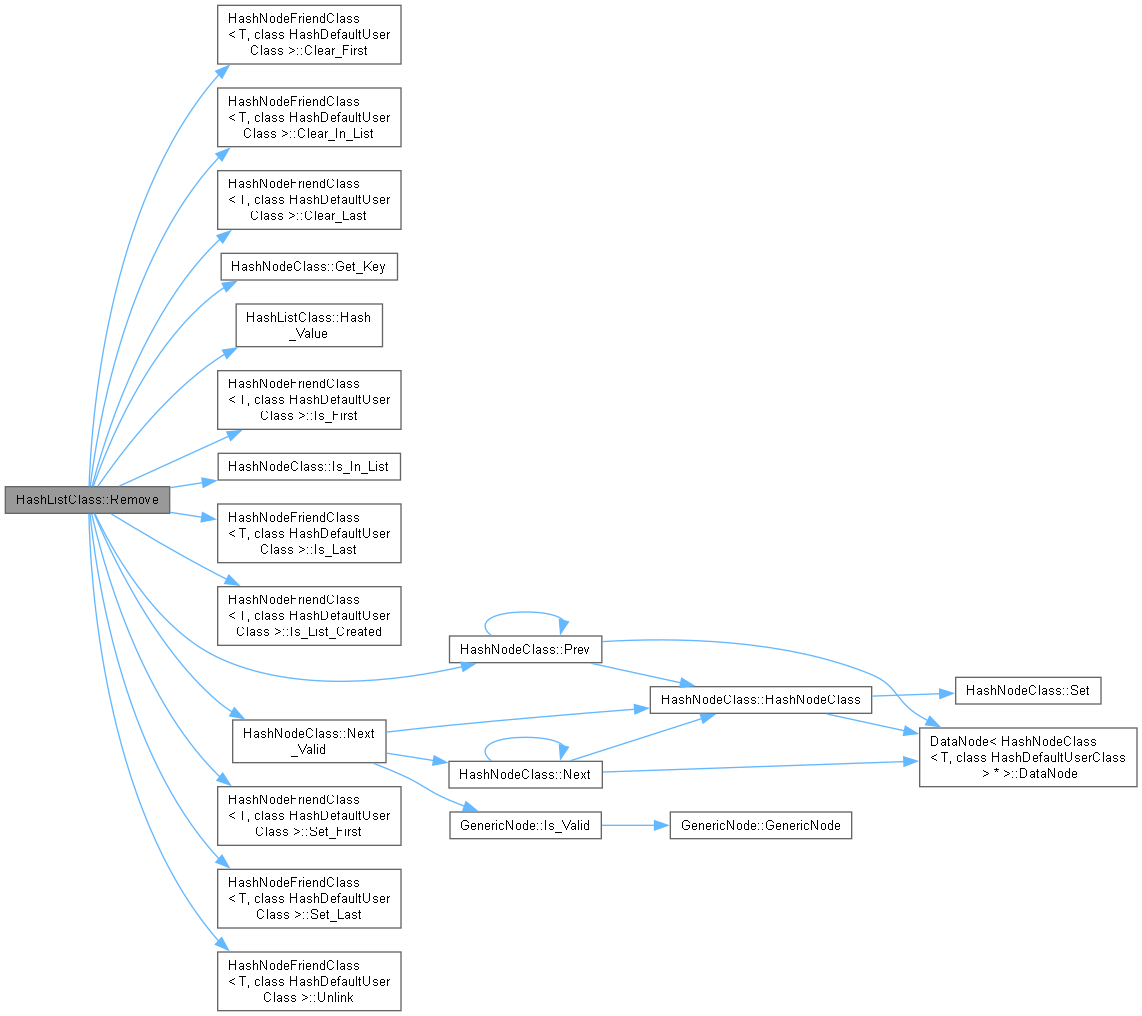 HashNodeFriendClass
< T, class HashDefaultUser
Class >::Clear_First
HashNodeFriendClass
< T, class HashDefaultUser
Class >::Clear_In_List
HashNodeFriendClass
< T, class HashDefaultUser
Class >::Clear_Last
HashNodeClass::Get_Key
HashListClass::Hash
_Value
HashNodeFriendClass
< T, class HashDefaultUser
Class >::Is_First
HashNodeClass::Is_In_List
HashListClass::Remove
HashNodeFriendClass
< T, class HashDefaultUser
Class >::Is_Last
HashNodeFriendClass
< T, class HashDefaultUser
Class >::Is_List_Created
HashNodeClass::Prev
HashNodeClass::HashNodeClass
HashNodeClass::Set
HashNodeClass::Next
_Valid
DataNode< HashNodeClass
< T, class HashDefaultUserClass
> * >::DataNode
HashNodeClass::Next
HashNodeFriendClass
< T, class HashDefaultUser
Class >::Set_First
GenericNode::Is_Valid
GenericNode::GenericNode
HashNodeFriendClass
< T, class HashDefaultUser
Class >::Set_Last
HashNodeFriendClass
< T, class HashDefaultUser
Class >::Unlink